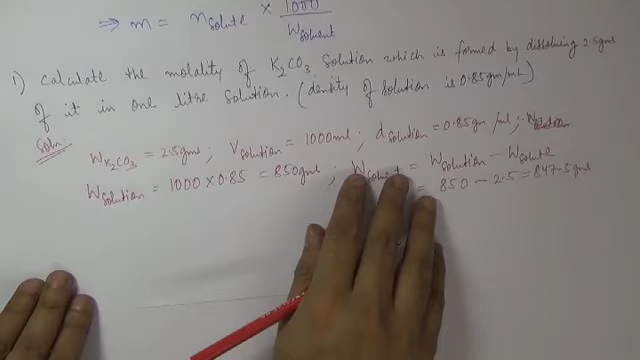 ⇒ m = n solute × 1000 / W solvent
1) calculate the molality of K2CO3 solution which is formed by dissolving 2.5gms
of it in one litre solution. (density of solution is 0.85gm/mL)
Soln:
W K2CO3 = 2.5gms ; V solution = 1000ml ; d solution = 0.85gm/ml ;
W solution = 1000 × 0.85 = 850gms ; W = W solution − W solute
= 850 − 2.5 = 847.5gms